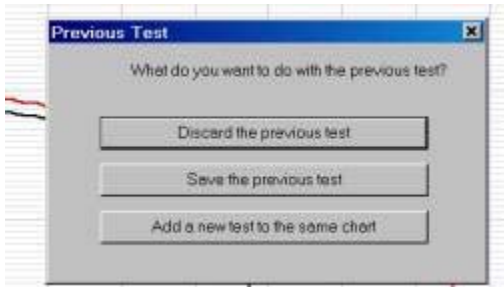 Previous Test
What do you want to do with the previous test?
Discard the previous test
Save the previous test
Add a new test to the same chart